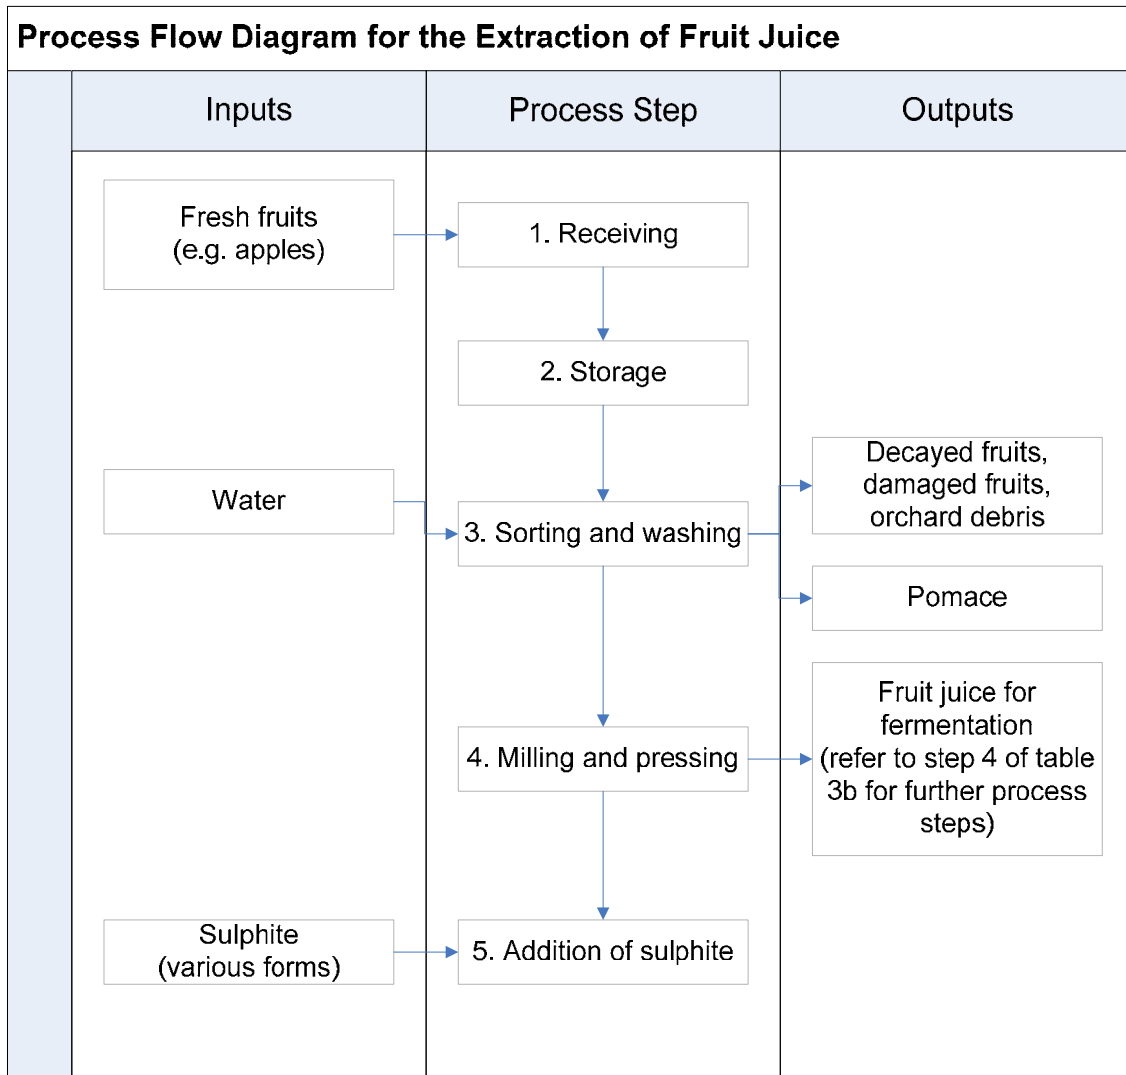 Process Flow Diagram for the Extraction of Fruit Juice
Inputs
Process Step
Outputs
Fresh fruits
(e.g. apples)
1. Receiving
2. Storage
Water
3. Sorting and washing
Decayed fruits,
damaged fruits,
orchard debris
Pomace
4. Milling and pressing
Fruit juice for
fermentation
(refer to step 4 of table
3b for further process
steps)
Sulphite
(various forms)
5. Addition of sulphite